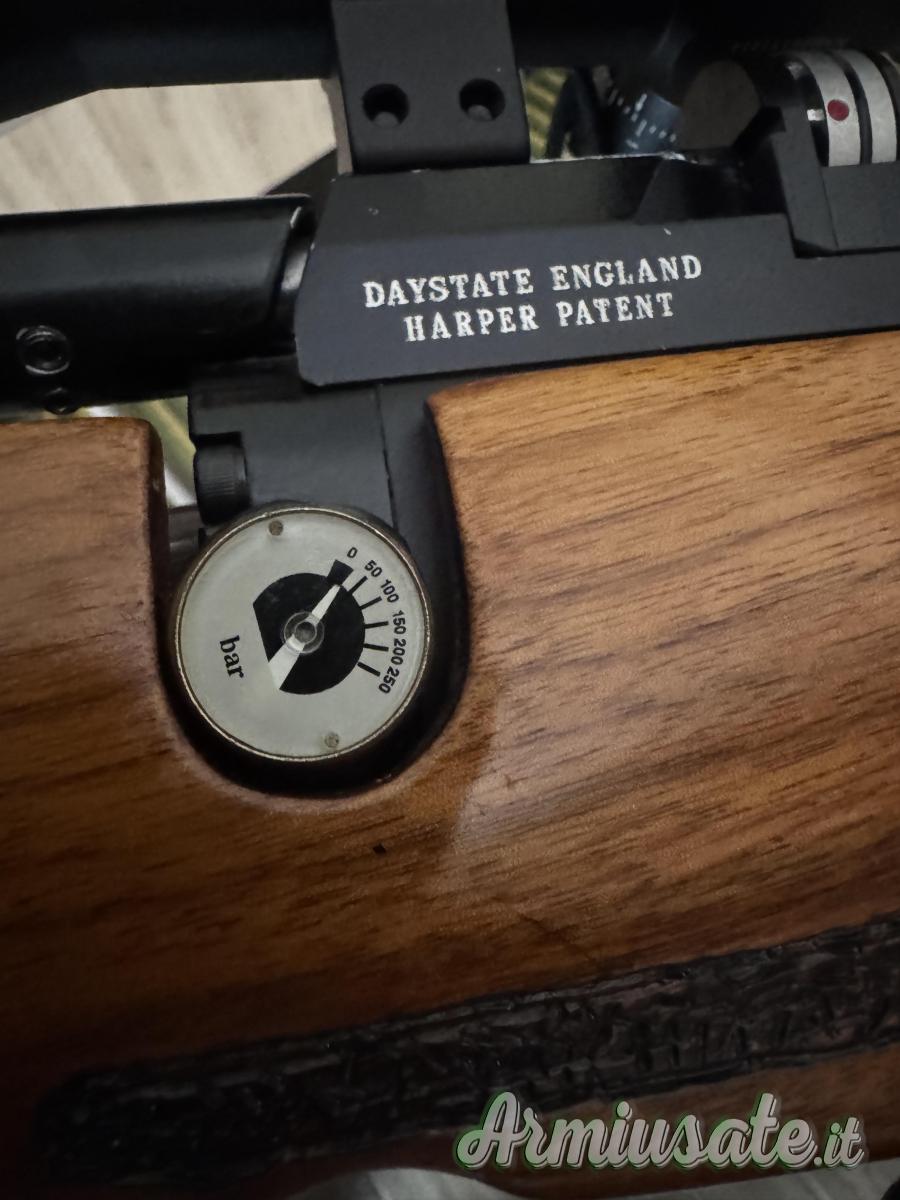 DAYSTATE ENGLAND
HARPER PATENT
0
50
100
150
200
250
bar
Armiusate.it